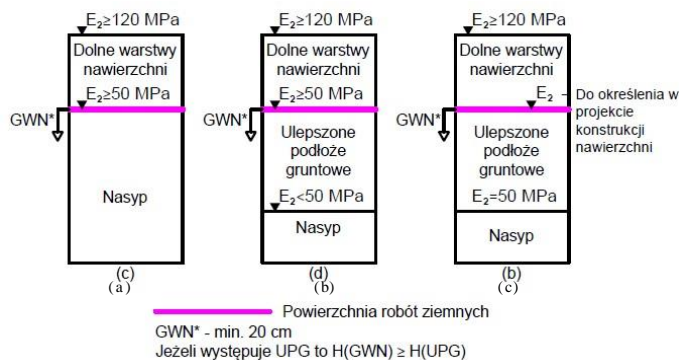 E₂≥120 MPa
Dolne warstwy
nawierzchni
E₂≥50 MPa
GWN*
Nasyp
(c)
(a)
E₂≥120 MPa
Dolne warstwy
nawierzchni
E₂≥50 MPa
GWN*
Ulepszone
podłoże
gruntowe
E₂<50 MPa
Nasyp
(d)
(b)
E₂≥120 MPa
Dolne warstwy
nawierzchni
E₂ - Do określenia w
projekcie
konstrukcji
nawierzchni
GWN*
Ulepszone
podłoże
gruntowe
E₂=50 MPa
Nasyp
(b)
(c)
Powierzchnia robót ziemnych
GWN* - min. 20 cm
Jeżeli występuje UPG to H(GWN) ≥ H(UPG)